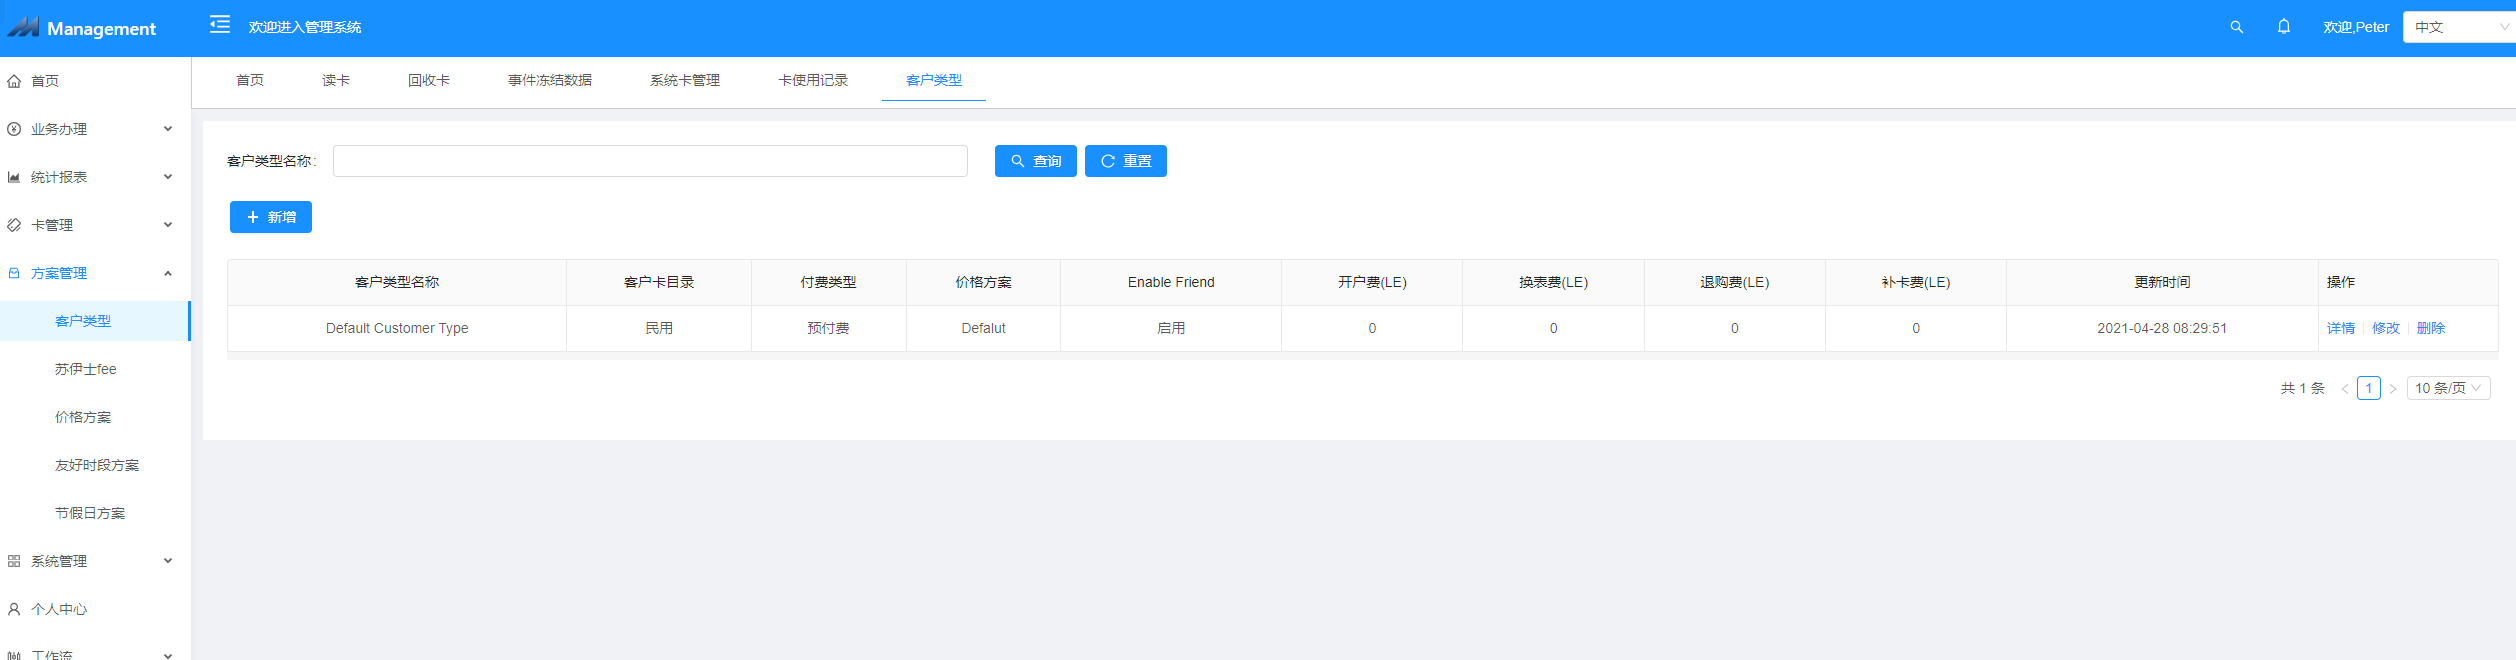 Management
欢迎进入管理系统
欢迎,Peter
中文
首页
业务办理
统计报表
卡管理
方案管理
客户类型
苏伊士fee
价格方案
友好时段方案
节假日方案
系统管理
个人中心
工作流
首页 读卡 回收卡 事件冻结数据 系统卡管理 卡使用记录 客户类型
客户类型名称:
查询 重置
新增
客户类型名称 客户卡目录 付费类型 价格方案 Enable Friend 开户费(LE) 换表费(LE) 退购费(LE) 补卡费(LE) 更新时间 操作
Default Customer Type 民用 预付费 Defalut 启用 0 0 0 0 2021-04-28 08:29:51 详情 修改 删除
共 1 条 < 1 > 10 条/页